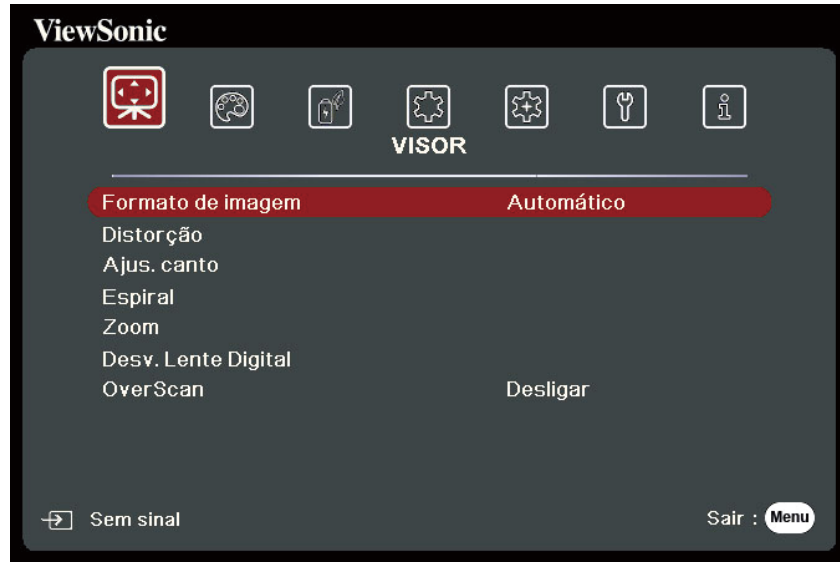 ViewSonic
VISOR
Formato de imagem Automático
Distorção
Ajus. canto
Espiral
Zoom
Desv. Lente Digital
OverScan Desligar
Sem sinal Sair : Menu